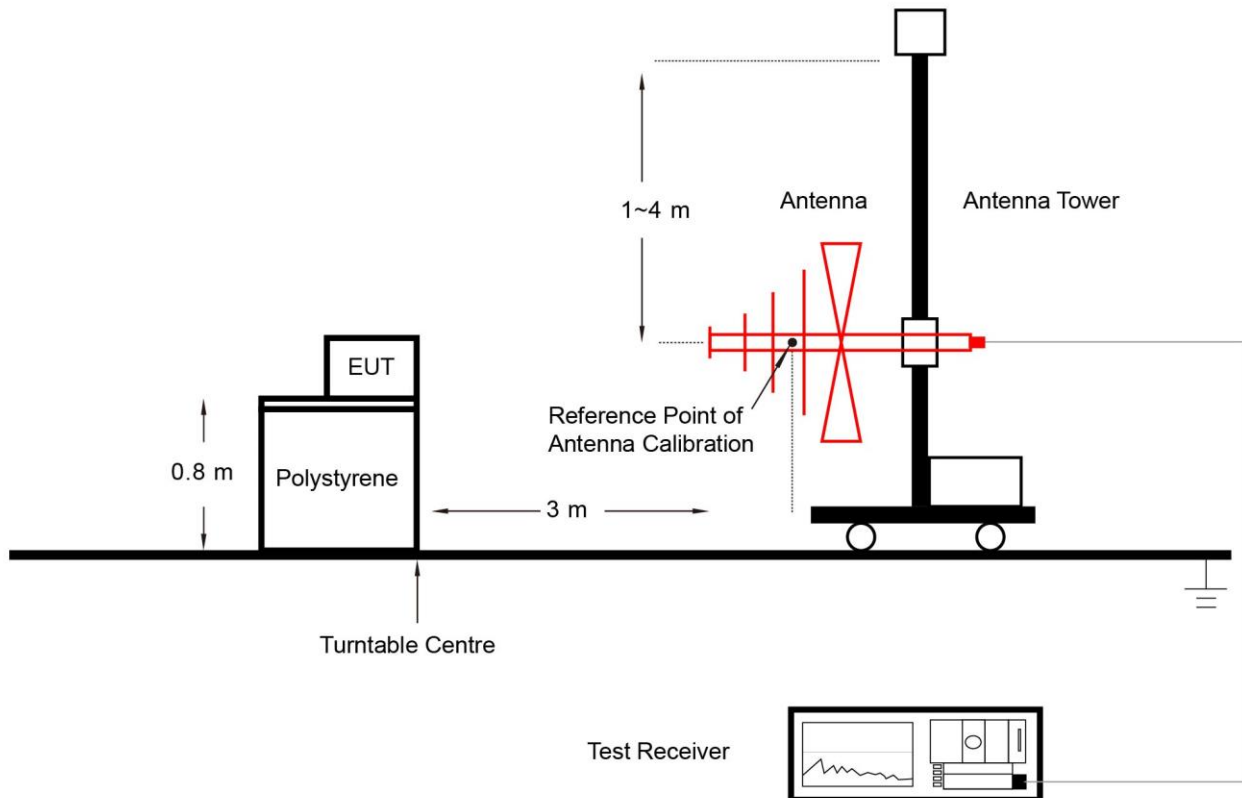 1~4 m
Antenna
Antenna Tower
EUT
Reference Point of
Antenna Calibration
0.8 m
Polystyrene
3 m
Turntable Centre
Test Receiver